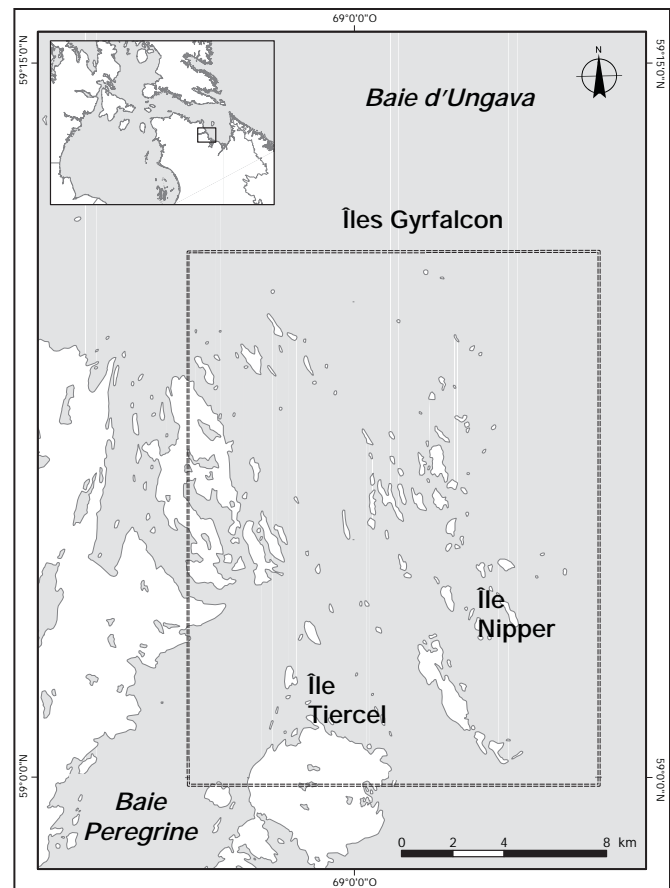 69°0'0"O
59°15'0"N
59°15'0"N
N
Baie d'Ungava
Îles Gyrfalcon
Île
Nipper
Île
Tiercel
Baie
Peregrine
59°0'0"N
59°0'0"N
0 2 4 8 km
69°0'0"O